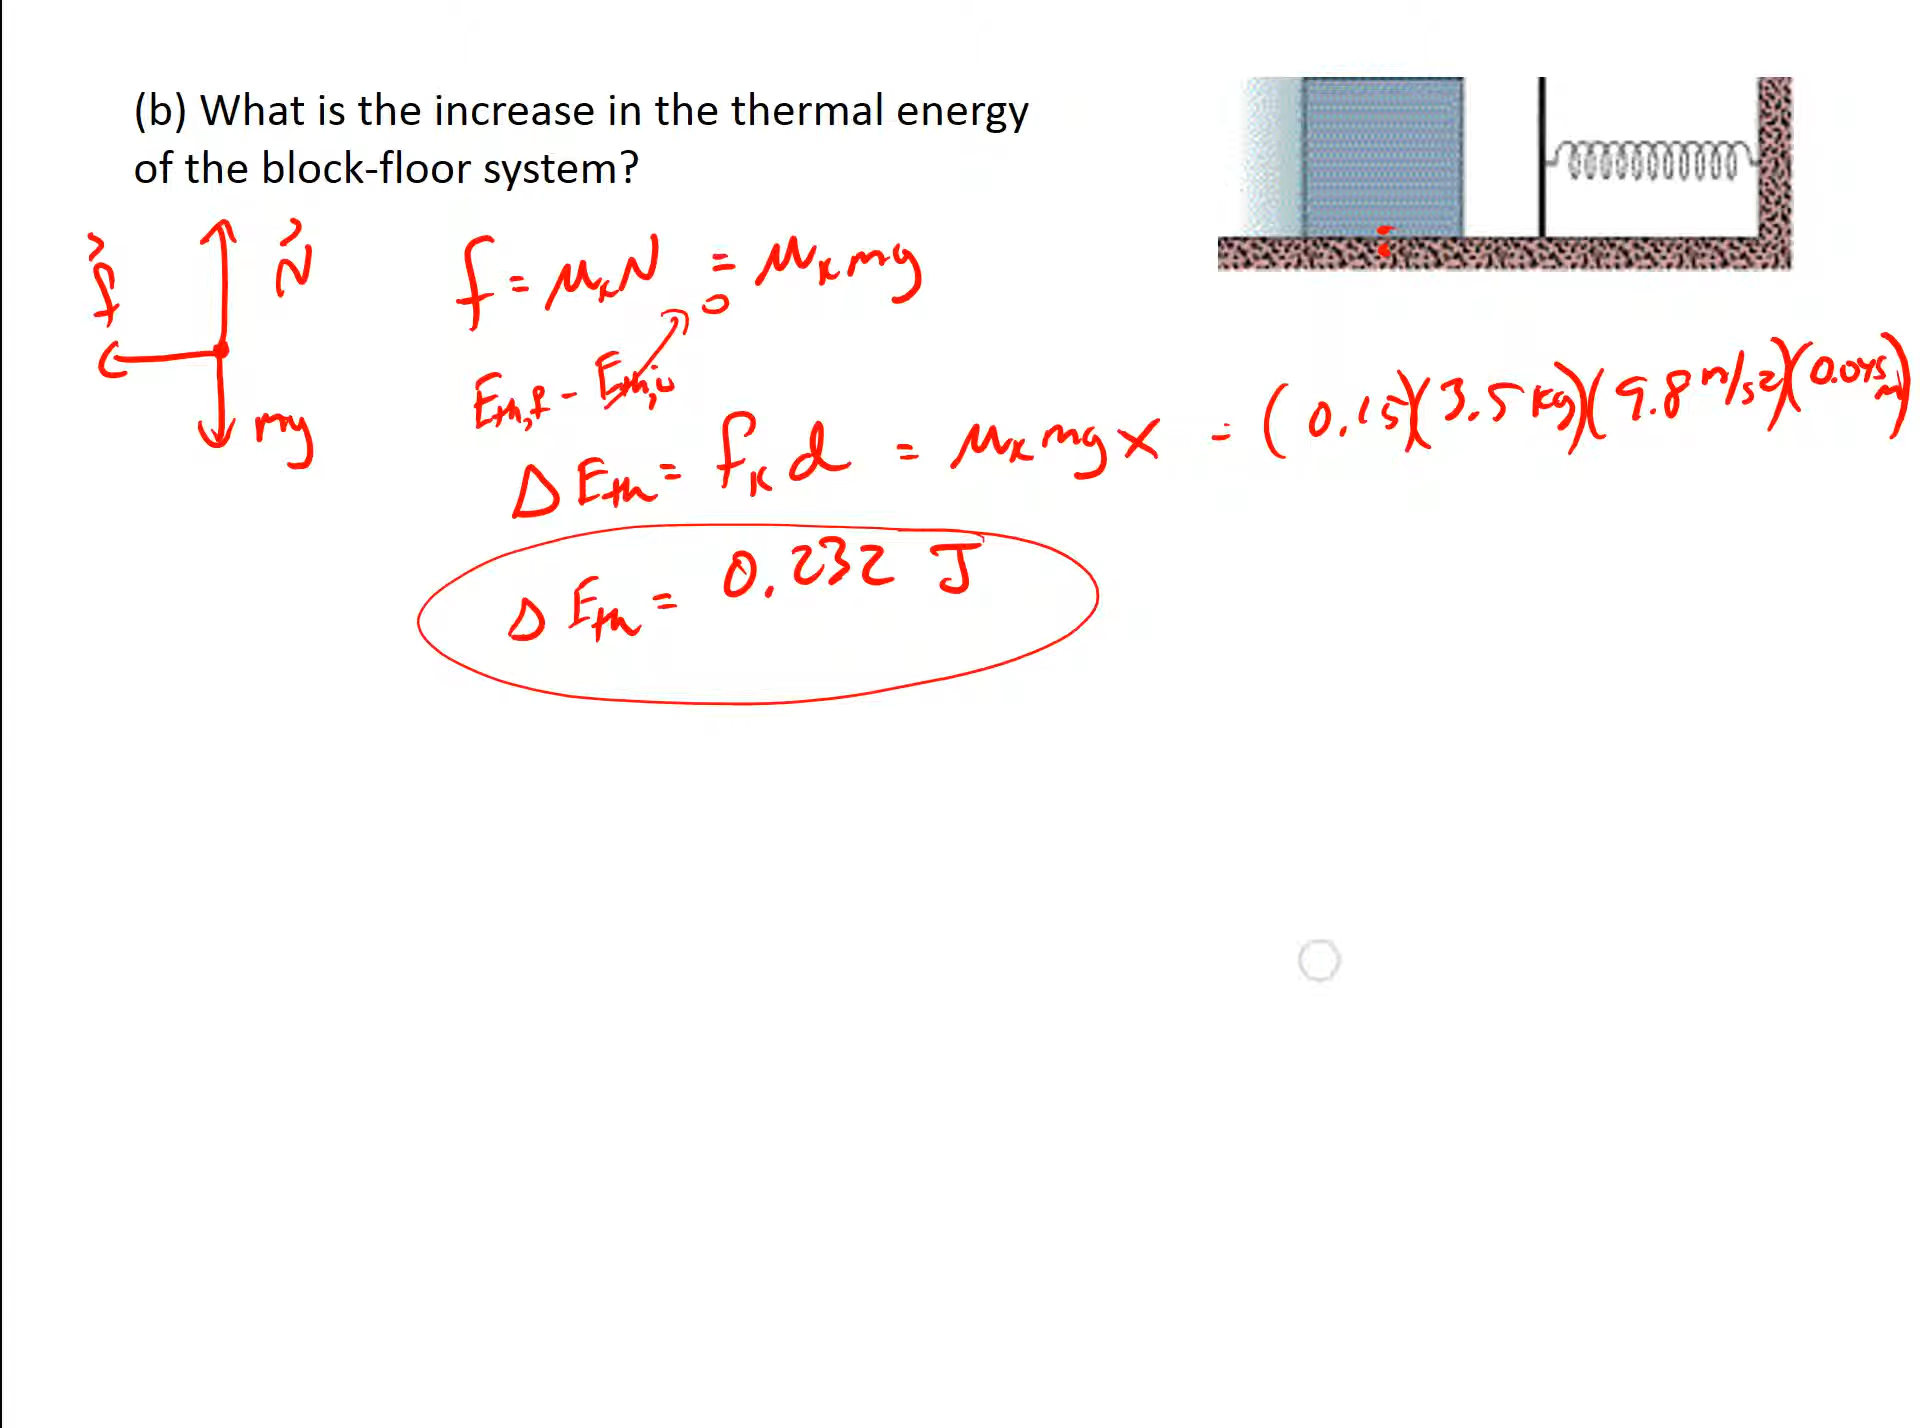 (b) What is the increase in the thermal energy
of the block-floor system?
f
N
mg
f = μₖN = μₖmg
0
E_th,f - E_th,i
ΔE_th = fₖd = μₖmgx = (0.15)(3.5 kg)(9.8 m/s²)(0.045 m)
ΔE_th = 0.232 J